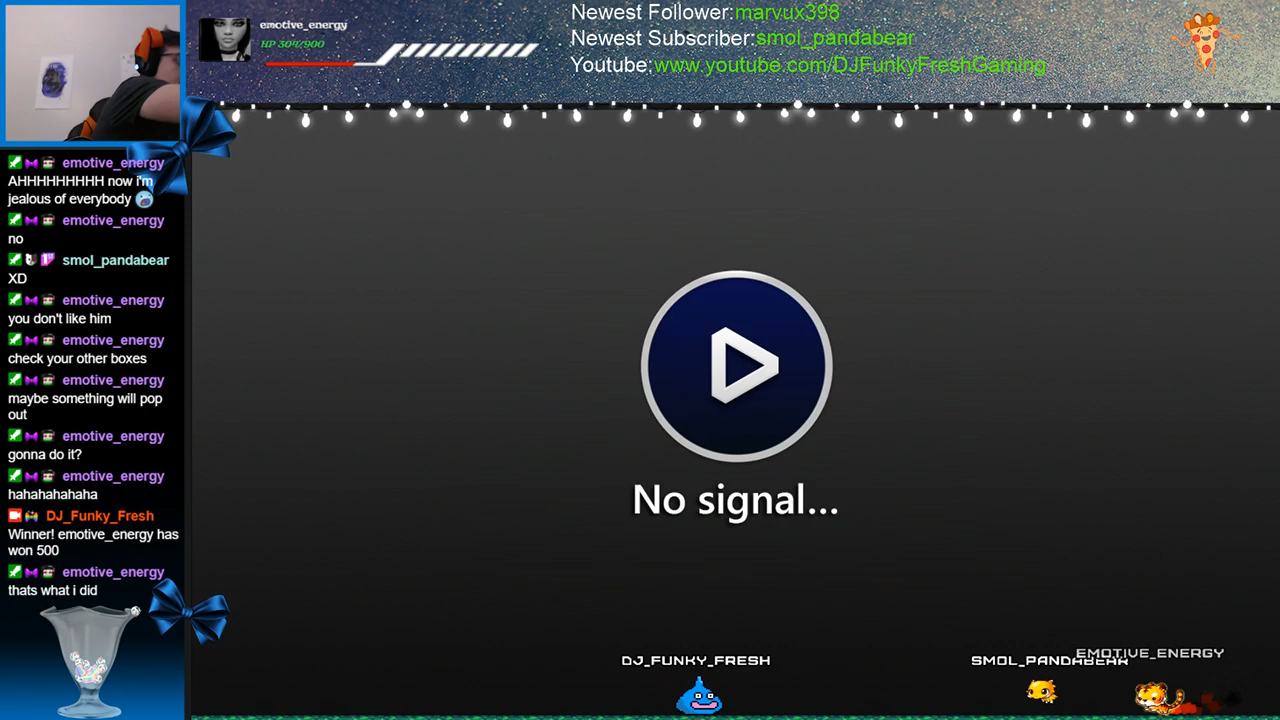 emotive_energy
HP 304/900
Newest Follower:marvux398
Newest Subscriber:smol_pandabear
Youtube:www.youtube.com/DJFunkyFreshGaming
emotive_energy
AHHHHHHHHH now i'm
jealous of everybody
emotive_energy
no
smol_pandabear
XD
emotive_energy
you don't like him
emotive_energy
check your other boxes
emotive_energy
maybe something will pop
out
emotive_energy
gonna do it?
emotive_energy
hahahahahaha
DJ_Funky_Fresh
Winner! emotive_energy has
won 500
emotive_energy
thats what i did
No signal...
DJ_FUNKY_FRESH
SMOL_PANDABEAR
EMOTIVE_ENERGY